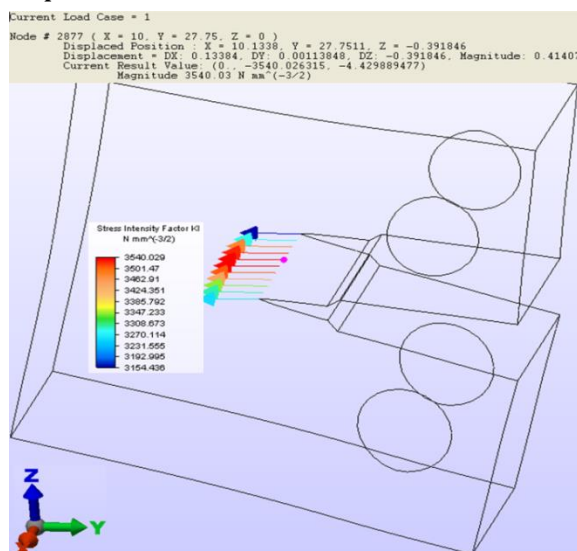 Current Load Case = 1
Node # 2877 ( X = 10, Y = 27.75, Z = 0 )
Displaced Position : X = 10.1338, Y = 27.7511, Z = -0.391846
Displacement = DX: 0.13384, DY: 0.00113848, DZ: -0.391846, Magnitude: 0.41407
Current Result Value: (0., -3540.026315, -4.429889477)
Magnitude 3540.03 N mm^(-3/2)
Stress Intensity Factor
N mm^(-3/2)
3540.029
3501.47
3462.91
3424.351
3385.792
3347.233
3308.673
3270.114
3231.555
3192.995
3154.436
Z
Y